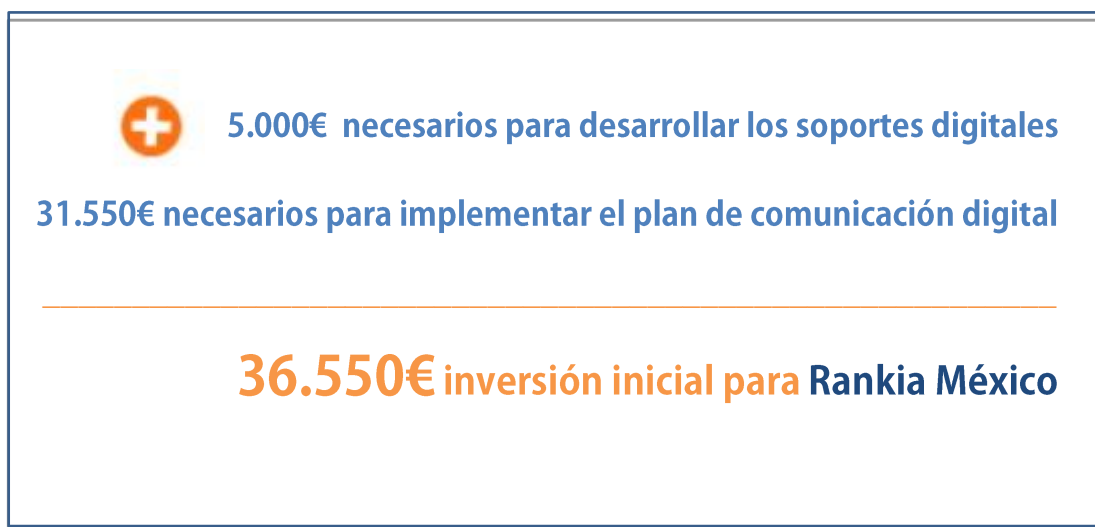 5.000€ necesarios para desarrollar los soportes digitales
31.550€ necesarios para implementar el plan de comunicación digital
36.550€ inversión inicial para Rankia México